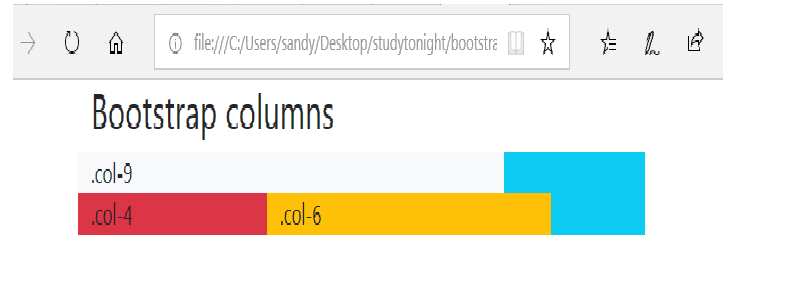 file:///C:/Users/sandy/Desktop/studytonight/bootstra
Bootstrap columns
.col-9
.col-4 .col-6